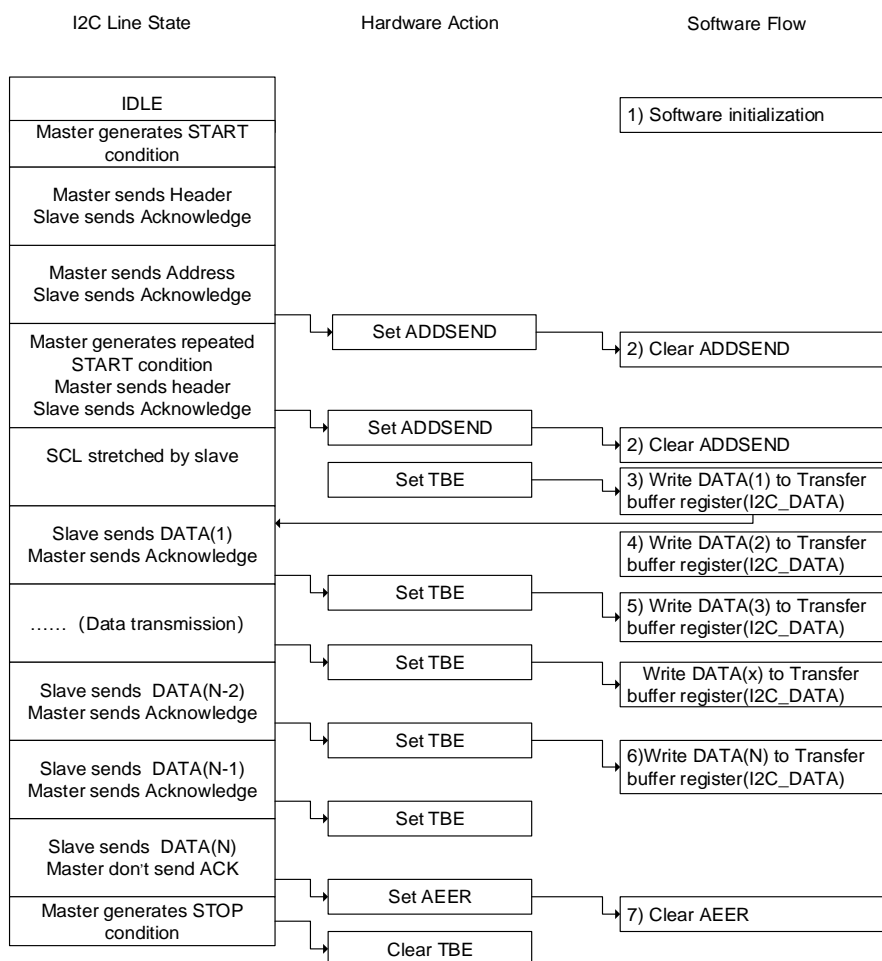 I2C Line State
Hardware Action
Software Flow
IDLE
1) Software initialization
Master generates START
condition
Master sends Header
Slave sends Acknowledge
Master sends Address
Slave sends Acknowledge
Set ADDSEND
2) Clear ADDSEND
Master generates repeated
START condition
Master sends header
Slave sends Acknowledge
Set ADDSEND
2) Clear ADDSEND
SCL stretched by slave
Set TBE
3) Write DATA(1) to Transfer
buffer register(I2C_DATA)
Slave sends DATA(1)
Master sends Acknowledge
4) Write DATA(2) to Transfer
buffer register(I2C_DATA)
Set TBE
5) Write DATA(3) to Transfer
buffer register(I2C_DATA)
…… (Data transmission)
Set TBE
Write DATA(x) to Transfer
buffer register(I2C_DATA)
Slave sends DATA(N-2)
Master sends Acknowledge
Set TBE
6)Write DATA(N) to Transfer
buffer register(I2C_DATA)
Slave sends DATA(N-1)
Master sends Acknowledge
Set TBE
Slave sends DATA(N)
Master don't send ACK
Set AEER
7) Clear AEER
Master generates STOP
condition
Clear TBE